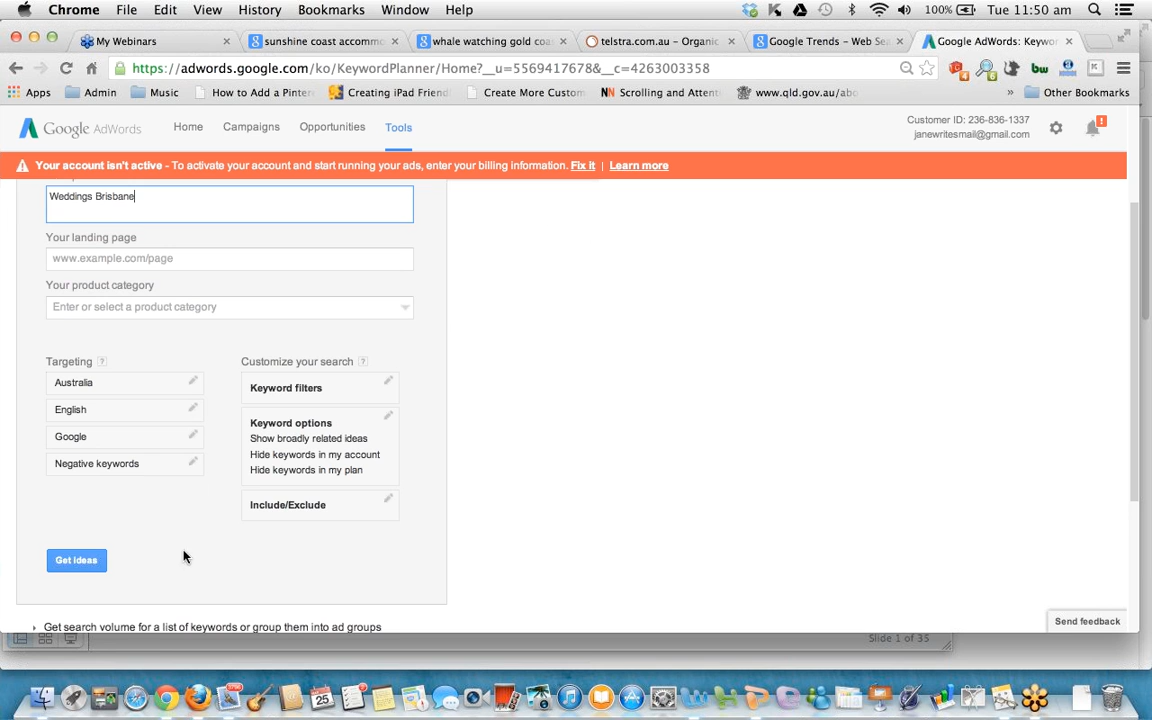 Chrome File Edit View History Bookmarks Window Help 100% Tue 11:50 am
My Webinars sunshine coast accommo whale watching gold coa telstra.com.au – Organic Google Trends – Web Sea Google AdWords: Keywor
https://adwords.google.com/ko/KeywordPlanner/Home?__u=5569417678&__c=4263003358
Apps Admin Music How to Add a Pinter Creating iPad Friend Create More Custom Scrolling and Attenti www.qld.gov.au/abo » Other Bookmarks
Google AdWords Home Campaigns Opportunities Tools
Customer ID: 236-836-1337
janewritesmail@gmail.com
Your account isn't active - To activate your account and start running your ads, enter your billing information. Fix it | Learn more
Weddings Brisbane
Your landing page
www.example.com/page
Your product category
Enter or select a product category
Targeting ?
Australia
English
Google
Negative keywords
Customize your search ?
Keyword filters
Keyword options
Show broadly related ideas
Hide keywords in my account
Hide keywords in my plan
Include/Exclude
Get ideas
Get search volume for a list of keywords or group them into ad groups
Send feedback
Slide 1 of 35